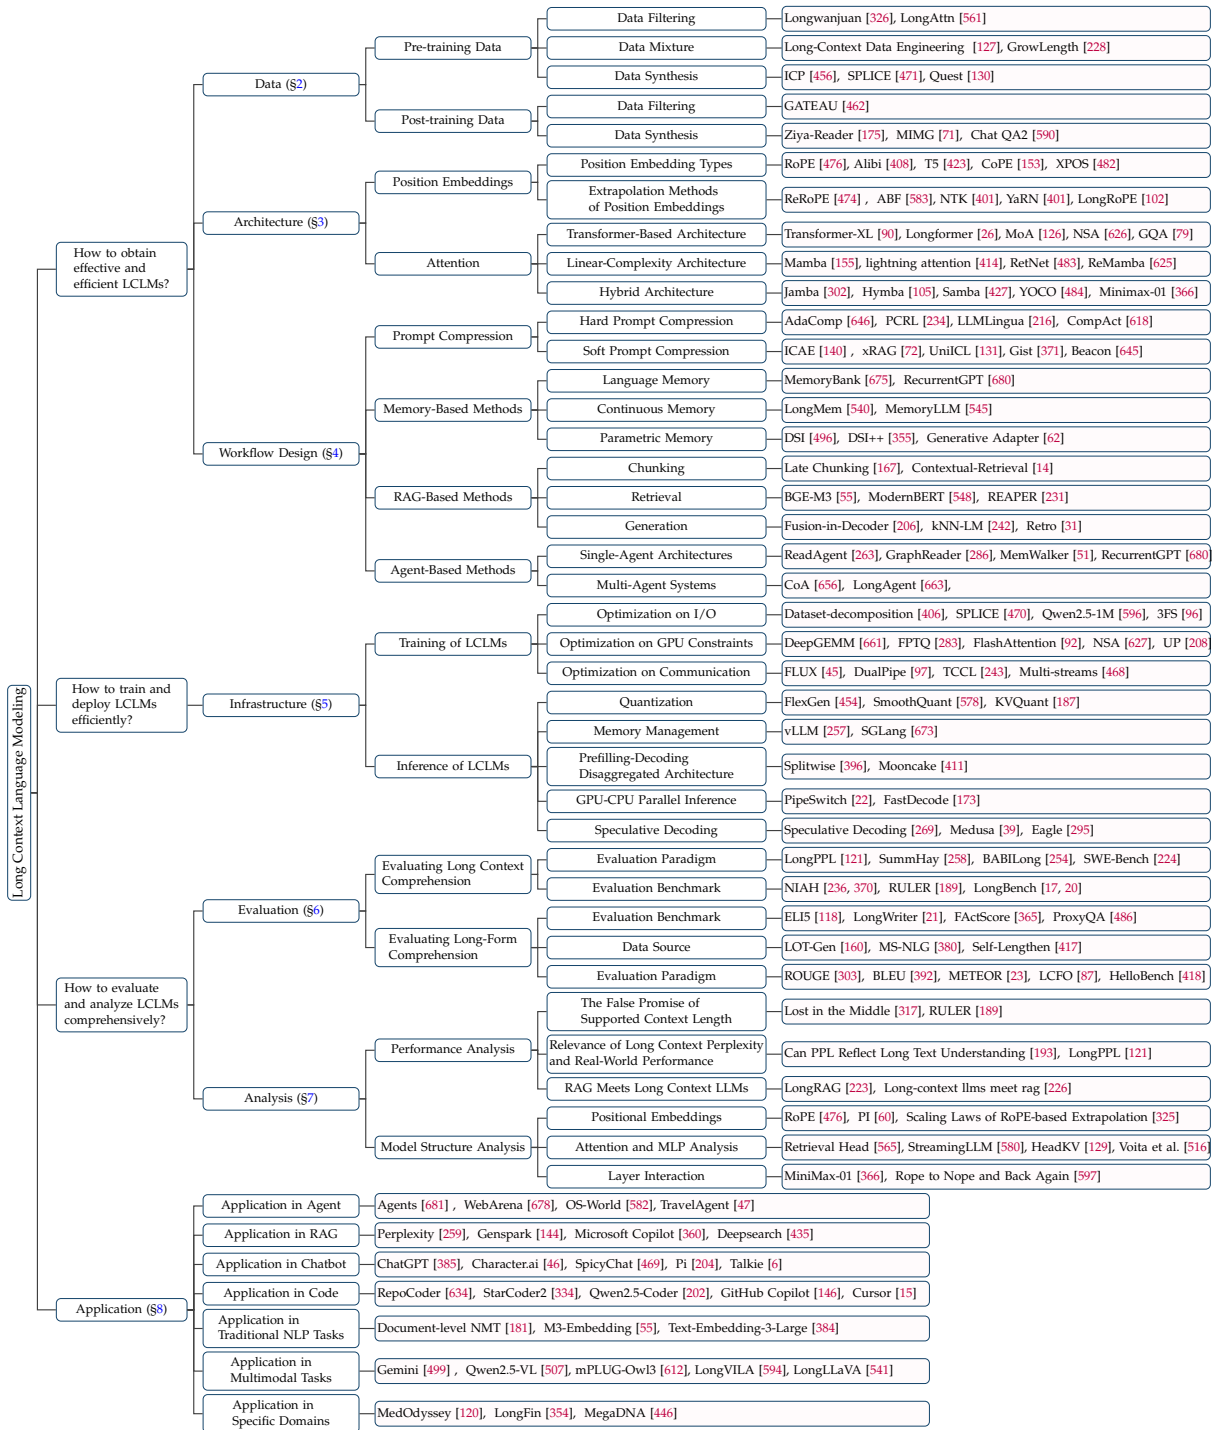 Long Context Language Modeling
How to obtain
effective and
efficient LCLMs?
Data (§2)
Pre-training Data
Data Filtering
Longwanjuan [326], LongAttn [561]
Data Mixture
Long-Context Data Engineering [127], GrowLength [228]
Data Synthesis
ICP [456], SPLICE [471], Quest [130]
Post-training Data
Data Filtering
GATEAU [462]
Data Synthesis
Ziya-Reader [175], MIMG [71], Chat QA2 [590]
Architecture (§3)
Position Embeddings
Position Embedding Types
RoPE [476], Alibi [408], T5 [423], CoPE [153], XPOS [482]
Extrapolation Methods
of Position Embeddings
ReRoPE [474] , ABF [583], NTK [401], YaRN [401], LongRoPE [102]
Attention
Transformer-Based Architecture
Transformer-XL [90], Longformer [26], MoA [126], NSA [626], GQA [79]
Linear-Complexity Architecture
Mamba [155], lightning attention [414], RetNet [483], ReMamba [625]
Hybrid Architecture
Jamba [302], Hymba [105], Samba [427], YOCO [484], Minimax-01 [366]
Workflow Design (§4)
Prompt Compression
Hard Prompt Compression
AdaComp [646], PCRL [234], LLMLingua [216], CompAct [618]
Soft Prompt Compression
ICAE [140] , xRAG [72], UniICL [131], Gist [371], Beacon [645]
Memory-Based Methods
Language Memory
MemoryBank [675], RecurrentGPT [680]
Continuous Memory
LongMem [540], MemoryLLM [545]
Parametric Memory
DSI [496], DSI++ [355], Generative Adapter [62]
RAG-Based Methods
Chunking
Late Chunking [167], Contextual-Retrieval [14]
Retrieval
BGE-M3 [55], ModernBERT [548], REAPER [231]
Generation
Fusion-in-Decoder [206], kNN-LM [242], Retro [31]
Agent-Based Methods
Single-Agent Architectures
ReadAgent [263], GraphReader [286], MemWalker [51], RecurrentGPT [680]
Multi-Agent Systems
CoA [656], LongAgent [663],
How to train and
deploy LCLMs
efficiently?
Infrastructure (§5)
Training of LCLMs
Optimization on I/O
Dataset-decomposition [406], SPLICE [470], Qwen2.5-1M [596], 3FS [96]
Optimization on GPU Constraints
DeepGEMM [661], FPTQ [283], FlashAttention [92], NSA [627], UP [208]
Optimization on Communication
FLUX [45], DualPipe [97], TCCL [243], Multi-streams [468]
Inference of LCLMs
Quantization
FlexGen [454], SmoothQuant [578], KVQuant [187]
Memory Management
vLLM [257], SGLang [673]
Prefilling-Decoding
Disaggregated Architecture
Splitwise [396], Mooncake [411]
GPU-CPU Parallel Inference
PipeSwitch [22], FastDecode [173]
Speculative Decoding
Speculative Decoding [269], Medusa [39], Eagle [295]
How to evaluate
and analyze LCLMs
comprehensively?
Evaluation (§6)
Evaluating Long Context
Comprehension
Evaluation Paradigm
LongPPL [121], SummHay [258], BABILong [254], SWE-Bench [224]
Evaluation Benchmark
NIAH [236, 370], RULER [189], LongBench [17, 20]
Evaluating Long-Form
Comprehension
Evaluation Benchmark
ELI5 [118], LongWriter [21], FActScore [365], ProxyQA [486]
Data Source
LOT-Gen [160], MS-NLG [380], Self-Lengthen [417]
Evaluation Paradigm
ROUGE [303], BLEU [392], METEOR [23], LCFO [87], HelloBench [418]
Analysis (§7)
Performance Analysis
The False Promise of
Supported Context Length
Lost in the Middle [317], RULER [189]
Relevance of Long Context Perplexity
and Real-World Performance
Can PPL Reflect Long Text Understanding [193], LongPPL [121]
RAG Meets Long Context LLMs
LongRAG [223], Long-context llms meet rag [226]
Model Structure Analysis
Positional Embeddings
RoPE [476], PI [60], Scaling Laws of RoPE-based Extrapolation [325]
Attention and MLP Analysis
Retrieval Head [565], StreamingLLM [580], HeadKV [129], Voita et al. [516]
Layer Interaction
MiniMax-01 [366], Rope to Nope and Back Again [597]
Application (§8)
Application in Agent
Agents [681] , WebArena [678], OS-World [582], TravelAgent [47]
Application in RAG
Perplexity [259], Genspark [144], Microsoft Copilot [360], Deepsearch [435]
Application in Chatbot
ChatGPT [385], Character.ai [46], SpicyChat [469], Pi [204], Talkie [6]
Application in Code
RepoCoder [634], StarCoder2 [334], Qwen2.5-Coder [202], GitHub Copilot [146], Cursor [15]
Application in
Traditional NLP Tasks
Document-level NMT [181], M3-Embedding [55], Text-Embedding-3-Large [384]
Application in
Multimodal Tasks
Gemini [499] , Qwen2.5-VL [507], mPLUG-Owl3 [612], LongVILA [594], LongLLaVA [541]
Application in
Specific Domains
MedOdyssey [120], LongFin [354], MegaDNA [446]